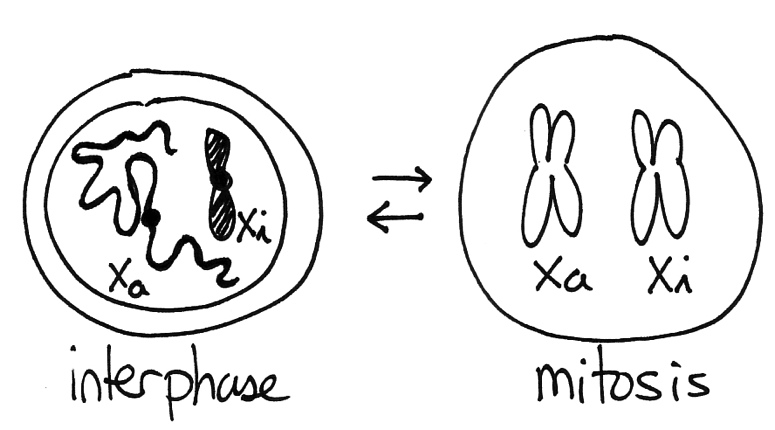 Xa
Xi
interphase
Xa Xi
mitosis